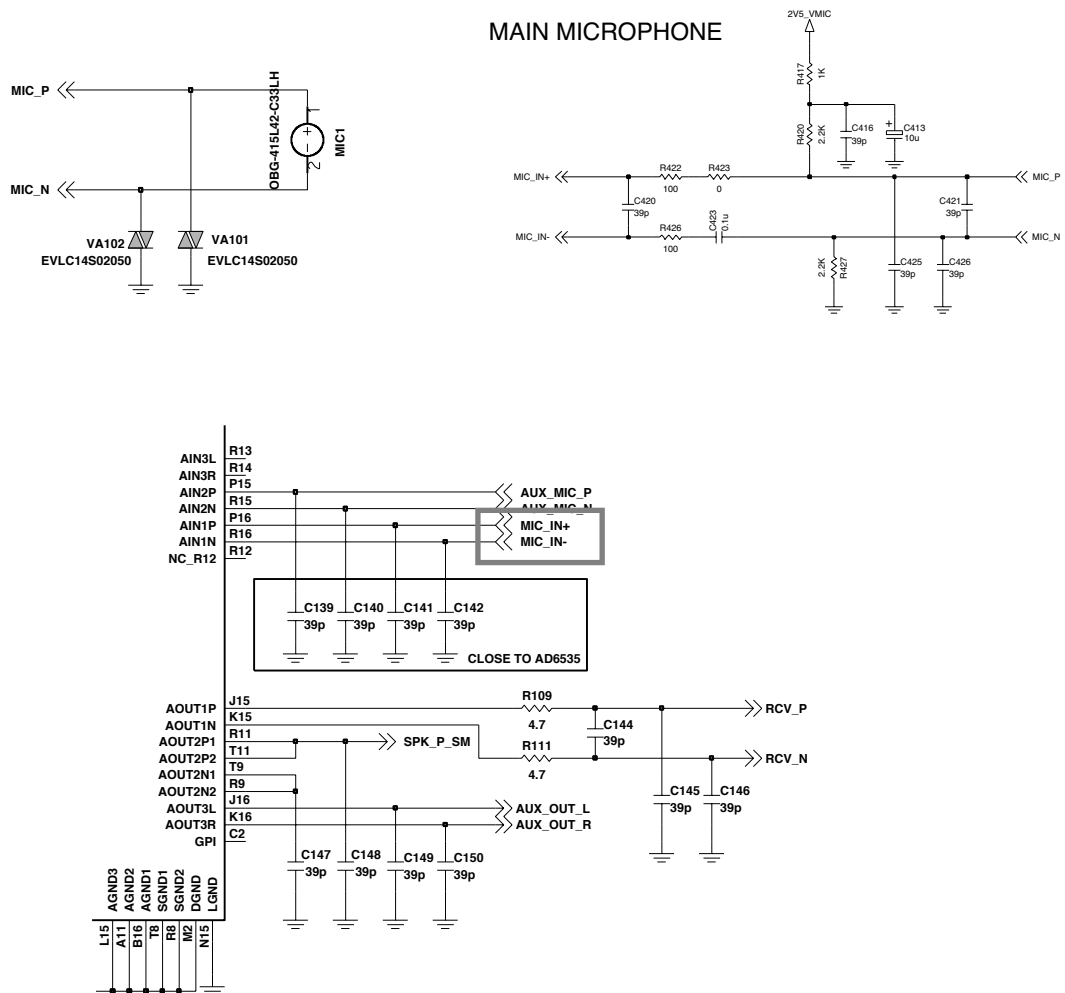 MAIN MICROPHONE
MIC_P
OBG-415L42-C33LH
1
+
-
2
MIC1
MIC_N
VA102
EVLC14S02050
VA101
EVLC14S02050
2V5_VMIC
R417
1K
R420
2.2K
C416
39p
+
C413
10u
MIC_IN+
R422
100
R423
0
MIC_P
C420
39p
C421
39p
MIC_IN-
R426
100
C423
0.1u
MIC_N
2.2K
R427
C425
39p
C426
39p
AIN3L R13
AIN3R R14
AIN2P P15 AUX_MIC_P
AIN2N R15 AUX_MIC_N
AIN1P P16 MIC_IN+
AIN1N R16 MIC_IN-
NC_R12 R12
C139
39p
C140
39p
C141
39p
C142
39p
CLOSE TO AD6535
AOUT1P J15
R109
4.7
RCV_P
AOUT1N K15
C144
39p
AOUT2P1 R11 SPK_P_SM
R111
4.7
RCV_N
AOUT2P2 T11
AOUT2N1 T9
AOUT2N2 R9
AOUT3L J16 AUX_OUT_L
AOUT3R K16 AUX_OUT_R
GPI C2
C145
39p
C146
39p
C147
39p
C148
39p
C149
39p
C150
39p
AGND3
AGND2
AGND1
SGND1
SGND2
DGND
LGND
L15
A11
B16
T8
R8
M2
N15